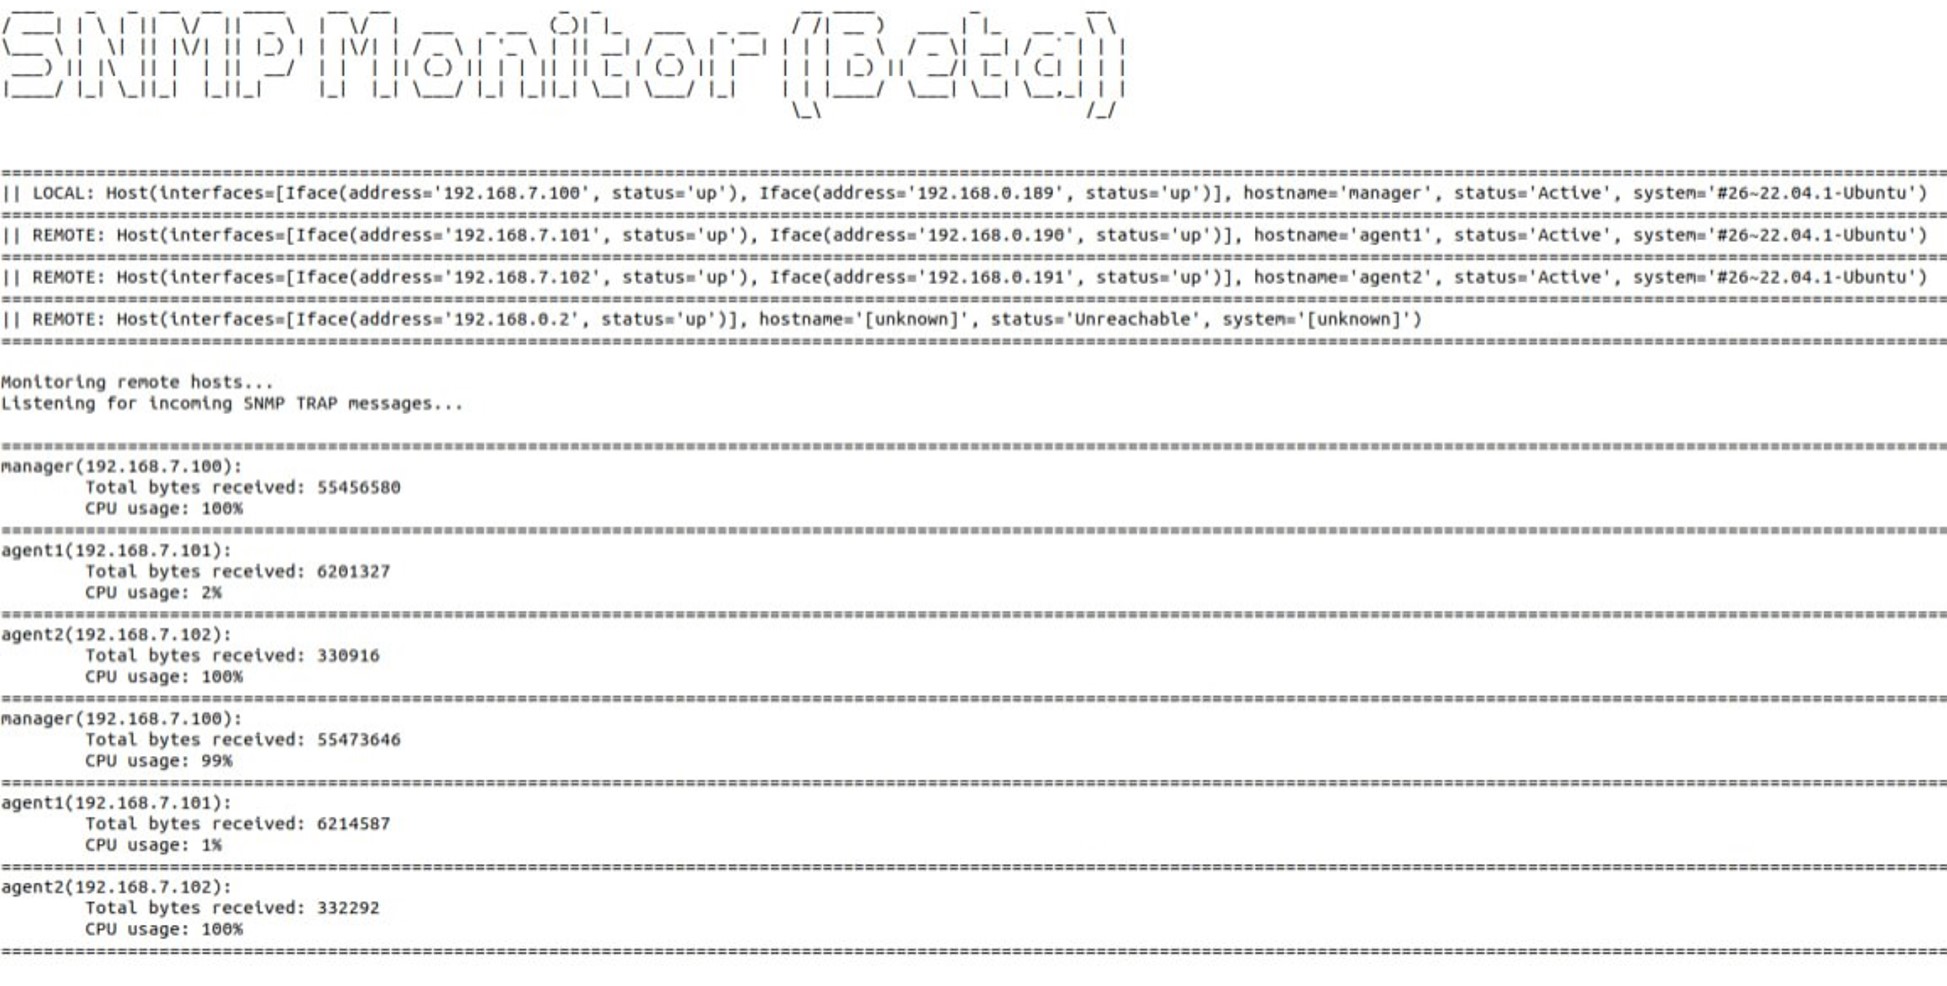 SNMP Monitor (Beta)
|| LOCAL: Host(interfaces=[Iface(address='192.168.7.100', status='up'), Iface(address='192.168.0.189', status='up')], hostname='manager', status='Active', system='#26~22.04.1-Ubuntu')
|| REMOTE: Host(interfaces=[Iface(address='192.168.7.101', status='up'), Iface(address='192.168.0.190', status='up')], hostname='agent1', status='Active', system='#26~22.04.1-Ubuntu')
|| REMOTE: Host(interfaces=[Iface(address='192.168.7.102', status='up'), Iface(address='192.168.0.191', status='up')], hostname='agent2', status='Active', system='#26~22.04.1-Ubuntu')
|| REMOTE: Host(interfaces=[Iface(address='192.168.0.2', status='up')], hostname='[unknown]', status='Unreachable', system='[unknown]')
Monitoring remote hosts...
Listening for incoming SNMP TRAP messages...
manager(192.168.7.100):
Total bytes received: 55456580
CPU usage: 100%
agent1(192.168.7.101):
Total bytes received: 6201327
CPU usage: 2%
agent2(192.168.7.102):
Total bytes received: 330916
CPU usage: 100%
manager(192.168.7.100):
Total bytes received: 55473646
CPU usage: 99%
agent1(192.168.7.101):
Total bytes received: 6214587
CPU usage: 1%
agent2(192.168.7.102):
Total bytes received: 332292
CPU usage: 100%